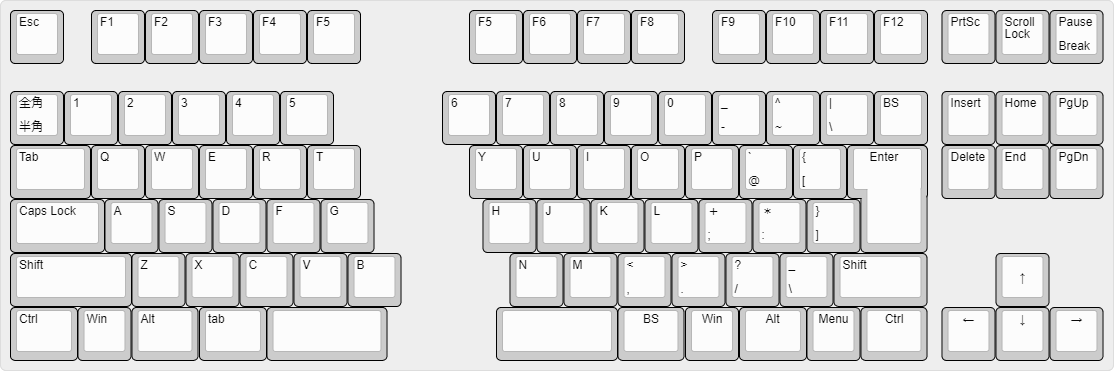 Esc F1 F2 F3 F4 F5 F5 F6 F7 F8 F9 F10 F11 F12 PrtSc Scroll Pause
Lock
Break
全角 1 2 3 4 5 6 7 8 9 0 _ ^ | BS Insert Home PgUp
半角 - ~ \
Tab Q W E R T Y U I O P ` { Enter Delete End PgDn
@ [
Caps Lock A S D F G H J K L + * }
; : ]
Shift Z X C V B N M < > ? _ Shift
, . / \
↑
Ctrl Win Alt tab BS Win Alt Menu Ctrl ← ↓ →